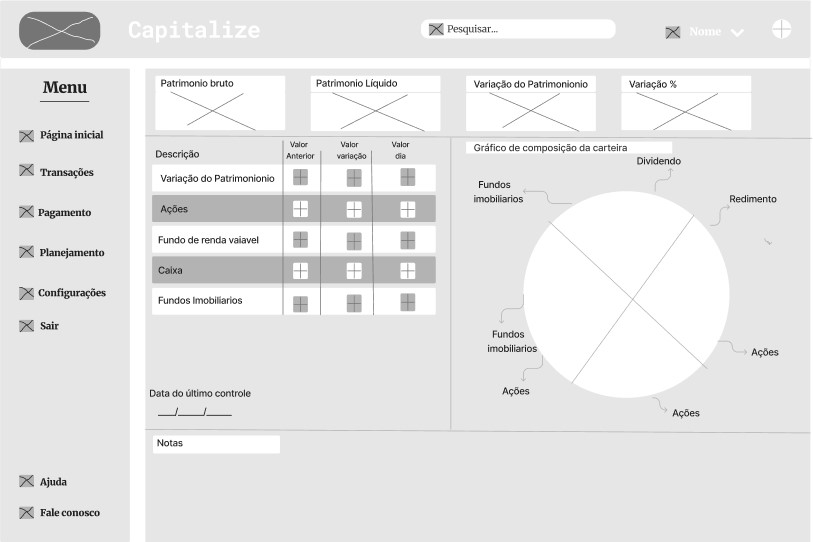 Capitalize
Pesquisar...
Nome
Menu
Página inicial
Transações
Pagamento
Planejamento
Configurações
Sair
Ajuda
Fale conosco
Patrimonio bruto
Patrimonio Líquido
Variação do Patrimonionio
Variação %
Descrição
Valor
Anterior
Valor
variação
Valor
dia
Variação do Patrimonionio
Ações
Fundo de renda vaiavel
Caixa
Fundos Imobiliarios
Data do último controle
__/__/__
Gráfico de composição da carteira
Dividendo
Fundos
imobiliarios
Redimento
Fundos
imobiliarios
Ações
Ações
Ações
Notas